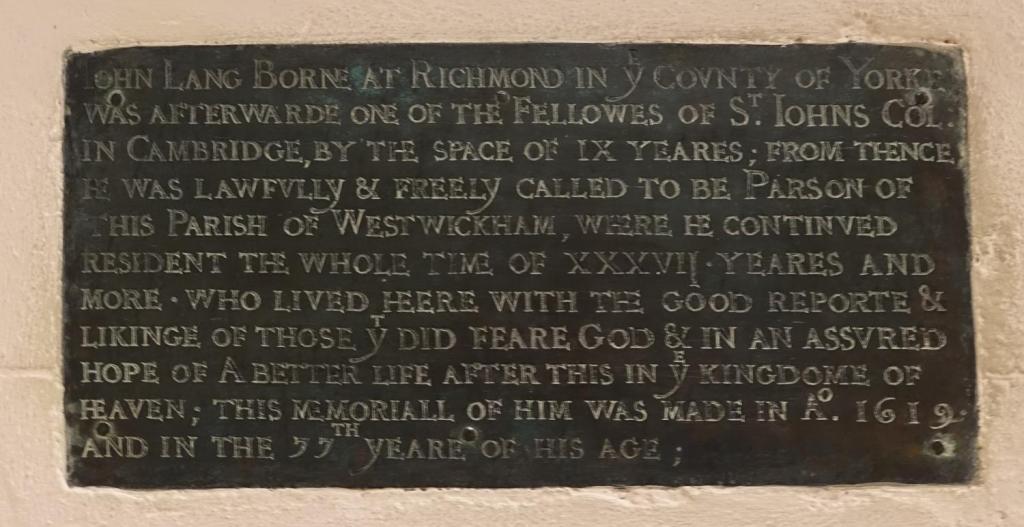 IOHN LANG BORNE AT RICHMOND IN yᴱ COVNTY OF YORKE
WAS AFTERWARDE ONE OF THE FELLOWES OF Sᵀ. IOHNS COL.
IN CAMBRIDGE, BY THE SPACE OF IX YEARES; FROM THENCE
HE WAS LAWFVLLY & FREELY CALLED TO BE PARSON OF
THIS PARISH OF WESTWICKHAM, WHERE HE CONTINVED
RESIDENT THE WHOLE TIME OF XXXVII · YEARES AND
MORE · WHO LIVED HEERE WITH THE GOOD REPORTE &
LIKINGE OF THOSE yᵀ DID FEARE GOD & IN AN ASSVRED
HOPE OF A BETTER LIFE AFTER THIS IN yᴱ KINGDOME OF
HEAVEN; THIS MEMORIALL OF HIM WAS MADE IN Aº. 1619.
AND IN THE 77ᵀᴴ YEARE OF HIS AGE;